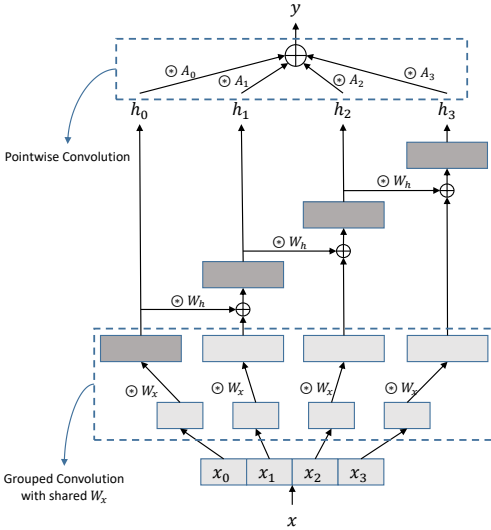 y
⊛ A₀
⊛ A₁
⊛ A₂
⊛ A₃
h₀
h₁
h₂
h₃
Pointwise Convolution
⊛ Wₕ
⊛ Wₕ
⊛ Wₕ
⊛ Wₓ
⊛ Wₓ
⊛ Wₓ
⊛ Wₓ
Grouped Convolution
with shared Wₓ
x₀ x₁ x₂ x₃
x